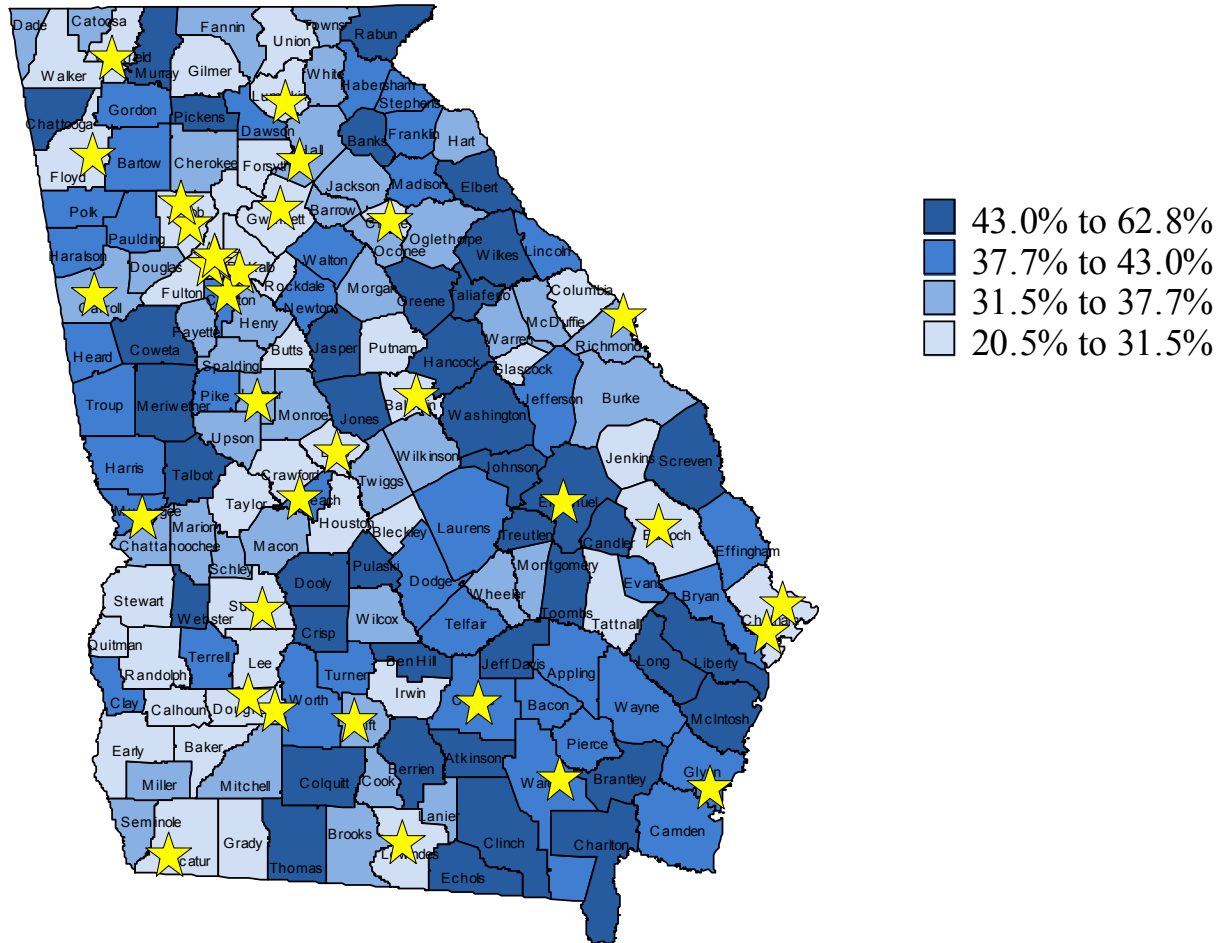 Dade
Catoosa
Fannin
Towns
Rabun
Union
Walker
Murray
Gilmer
White
Habersham
Stephens
Gordon
Chattooga
Pickens
Dawson
Banks
Franklin
Hart
Floyd
Bartow
Cherokee
Forsyth
Jackson
Madison
Elbert
Polk
Paulding
Gwinnett
Barrow
Oglethorpe
Oconee
Wilkes
Lincoln
Haralson
Douglas
Walton
Fulton
Rockdale
Morgan
Greene
Taliafero
Columbia
McDuffie
Newton
Henry
Fayette
Warren
Richmond
Coweta
Butts
Jasper
Putnam
Heard
Spalding
Hancock
Glascock
Troup
Meriwether
Pike
Monroe
Jones
Washington
Jefferson
Burke
Upson
Harris
Talbot
Crawford
Twiggs
Wilkinson
Johnson
Jenkins
Screven
Taylor
Houston
Laurens
Marion
Chattahoochee
Macon
Bleckley
Treutlen
Candler
Effingham
Schley
Pulaski
Montgomery
Dooly
Dodge
Wheeler
Evans
Bryan
Stewart
Webster
Wilcox
Toombs
Tattnall
Crisp
Telfair
Quitman
Terrell
Lee
Randolph
Ben Hill
Jeff Davis
Long
Liberty
Turner
Appling
Irwin
Clay
Calhoun
Worth
Bacon
Wayne
McIntosh
Early
Baker
Pierce
Atkinson
Berrien
Brantley
Glynn
Miller
Mitchell
Colquitt
Cook
Lanier
Seminole
Camden
Grady
Brooks
Clinch
Charlton
Thomas
Echols
43.0% to 62.8%
37.7% to 43.0%
31.5% to 37.7%
20.5% to 31.5%